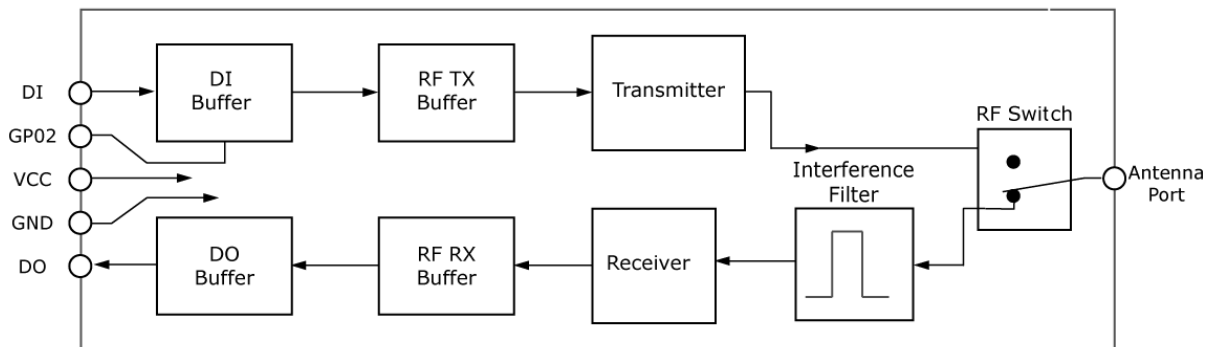 DI
GP02
VCC
GND
DO
DI
Buffer
RF TX
Buffer
Transmitter
RF Switch
Antenna
Port
Interference
Filter
Receiver
RF RX
Buffer
DO
Buffer